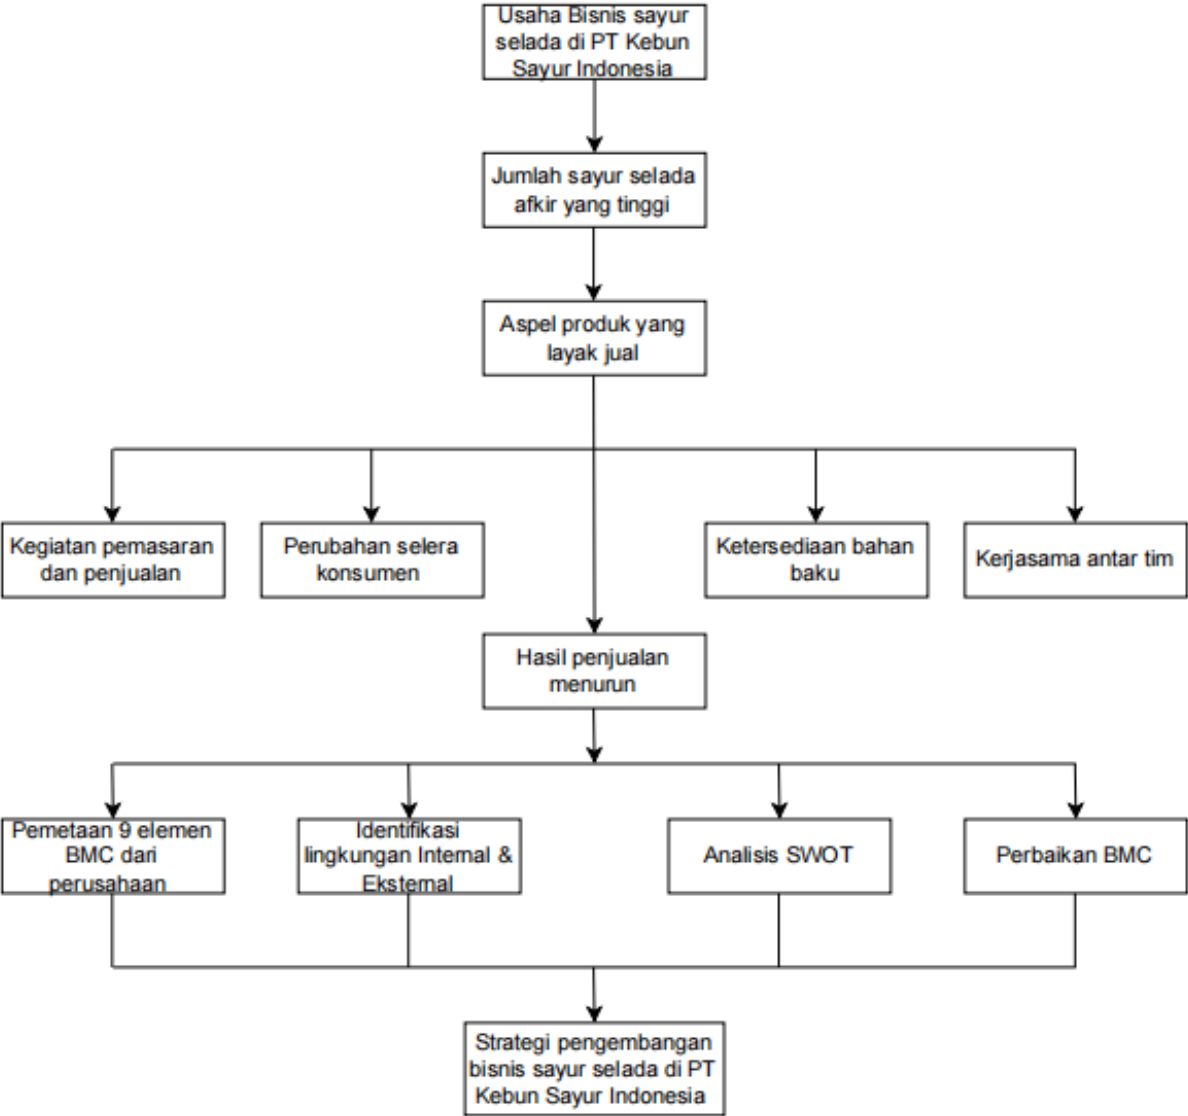 Usaha Bisnis sayur
selada di PT Kebun
Sayur Indonesia
Jumlah sayur selada
afkir yang tinggi
Aspel produk yang
layak jual
Kegiatan pemasaran
dan penjualan
Perubahan selera
konsumen
Ketersediaan bahan
baku
Kerjasama antar tim
Hasil penjualan
menurun
Pemetaan 9 elemen
BMC dari
perusahaan
Identifikasi
lingkungan Internal &
Eksternal
Analisis SWOT
Perbaikan BMC
Strategi pengembangan
bisnis sayur selada di PT
Kebun Sayur Indonesia